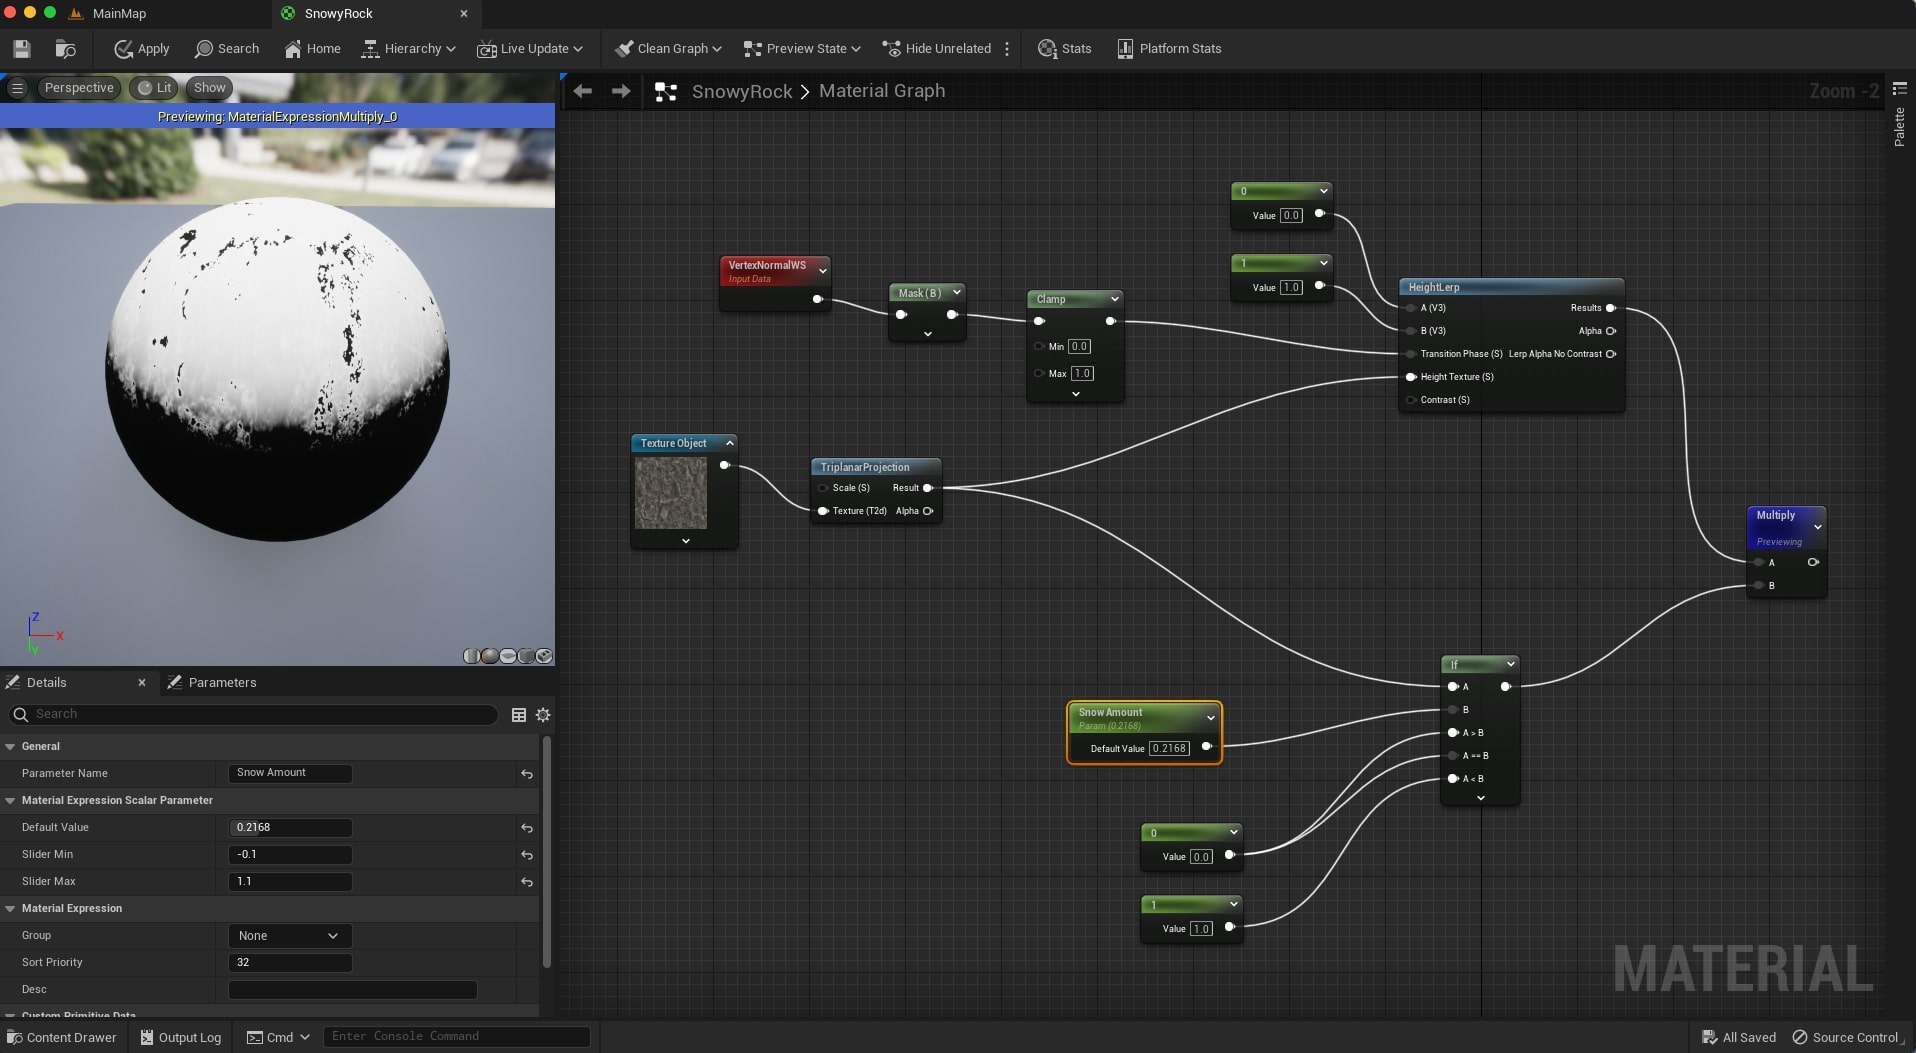 MainMap
SnowyRock
Apply
Search
Home
Hierarchy
Live Update
Clean Graph
Preview State
Hide Unrelated
Stats
Platform Stats
Perspective
Lit
Show
Previewing: MaterialExpressionMultiply_0
SnowyRock > Material Graph
Zoom -2
Palette
0
Value 0.0
1
Value 1.0
VertexNormalWS
Input Data
Mask ( B )
Clamp
Min 0.0
Max 1.0
HeightLerp
A (V3) Results
B (V3) Alpha
Transition Phase (S) Lerp Alpha No Contrast
Height Texture (S)
Contrast (S)
Texture Object
TriplanarProjection
Scale (S) Result
Texture (T2d) Alpha
Multiply
Previewing
A
B
If
A
B
A > B
A == B
A < B
Snow Amount
Param (0.2168)
Default Value 0.2168
0
Value 0.0
1
Value 1.0
MATERIAL
Z
X
Y
Details
Parameters
Search
General
Parameter Name Snow Amount
Material Expression Scalar Parameter
Default Value 0.2168
Slider Min -0.1
Slider Max 1.1
Material Expression
Group None
Sort Priority 32
Desc
Custom Primitive Data
Content Drawer
Output Log
Cmd
Enter Console Command
All Saved
Source Control